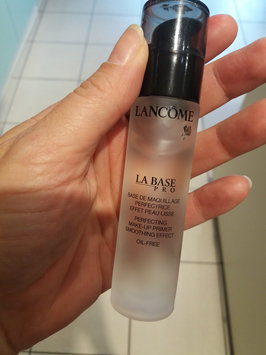 LANCÔME
LA BASE
PRO
BASE DE MAQUILLAGE
PERFECTRICE
EFFET PEAU LISSE
PERFECTING
MAKE-UP PRIMER
SMOOTHING EFFECT
OIL-FREE